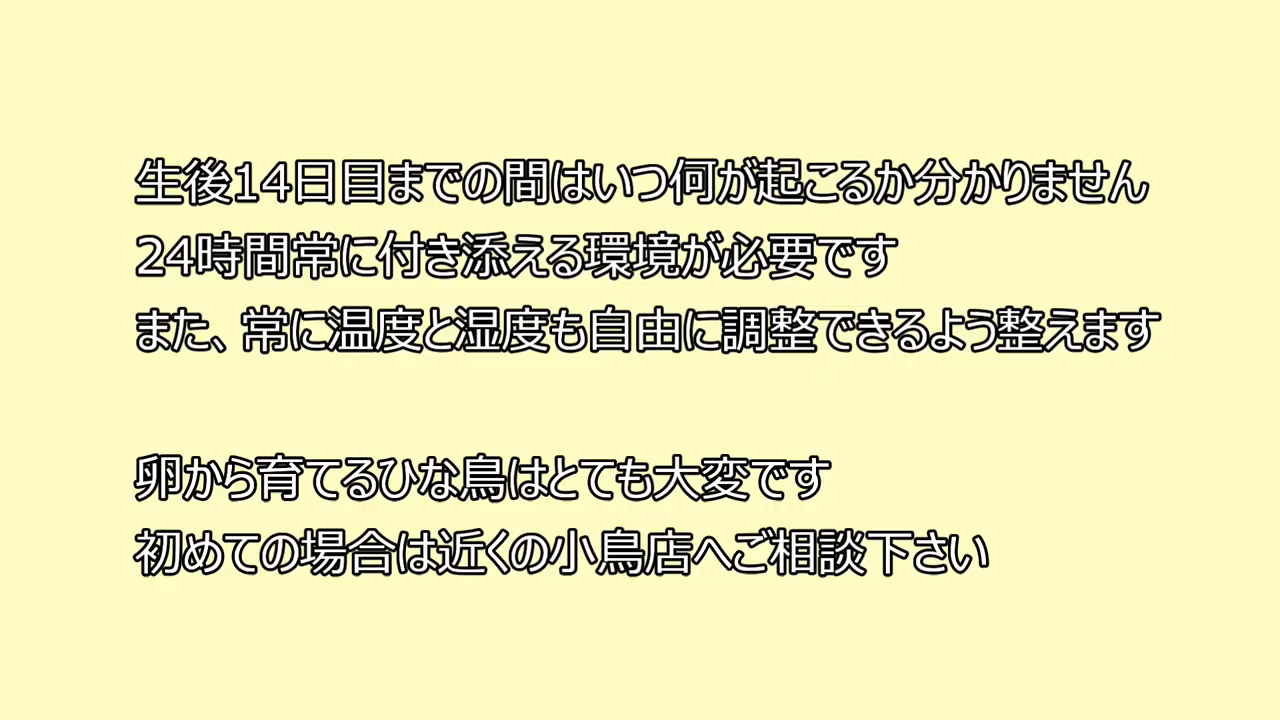 生後14日目までの間はいつ何が起こるか分かりません
24時間常に付き添える環境が必要です
また、常に温度と湿度も自由に調整できるよう整えます
卵から育てるひな鳥はとても大変です
初めての場合は近くの小鳥店へご相談下さい